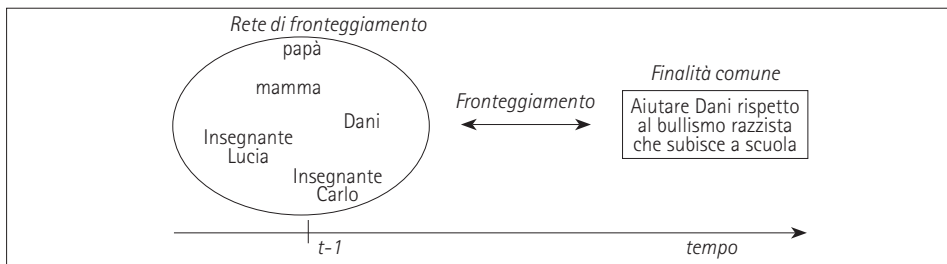 Rete di fronteggiamento
papà
mamma
Dani
Insegnante
Lucia
Insegnante
Carlo
Fronteggiamento
Finalità comune
Aiutare Dani rispetto
al bullismo razzista
che subisce a scuola
t-1
tempo